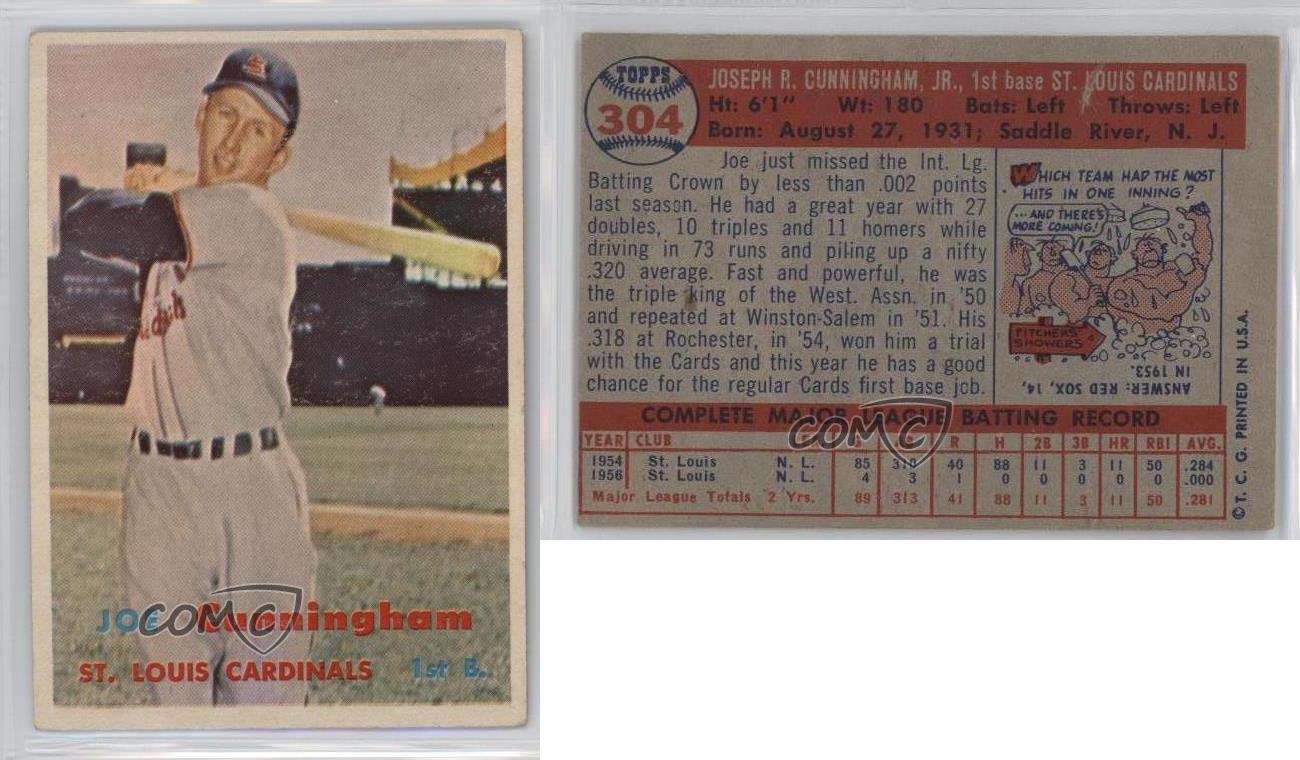 JOE Cunningham
ST. LOUIS CARDINALS 1st B.
COMC
TOPPS
304
JOSEPH R. CUNNINGHAM, JR., 1st base ST. LOUIS CARDINALS
Ht: 6'1" Wt: 180 Bats: Left Throws: Left
Born: August 27, 1931; Saddle River, N. J.
Joe just missed the Int. Lg.
Batting Crown by less than .002 points
last season. He had a great year with 27
doubles, 10 triples and 11 homers while
driving in 73 runs and piling up a nifty
.320 average. Fast and powerful, he was
the triple king of the West. Assn. in '50
and repeated at Winston-Salem in '51. His
.318 at Rochester, in '54, won him a trial
with the Cards and this year he has a good
chance for the regular Cards first base job.
WHICH TEAM HAD THE MOST
HITS IN ONE INNING?
...AND THERE'S
MORE COMING!
PITCHERS
SHOWERS
ANSWER: RED SOX, 14,
IN 1953.
COMPLETE MAJOR LEAGUE BATTING RECORD
COMC
YEAR CLUB R H 2B 3B HR RBI AVG.
1954 St. Louis N. L. 85 310 40 88 11 3 11 50 .284
1956 St. Louis N. L. 4 3 1 0 0 0 0 0 .000
Major League Totals 2 Yrs. 89 313 41 88 11 3 11 50 .281
© T. C. G. PRINTED IN U.S.A.